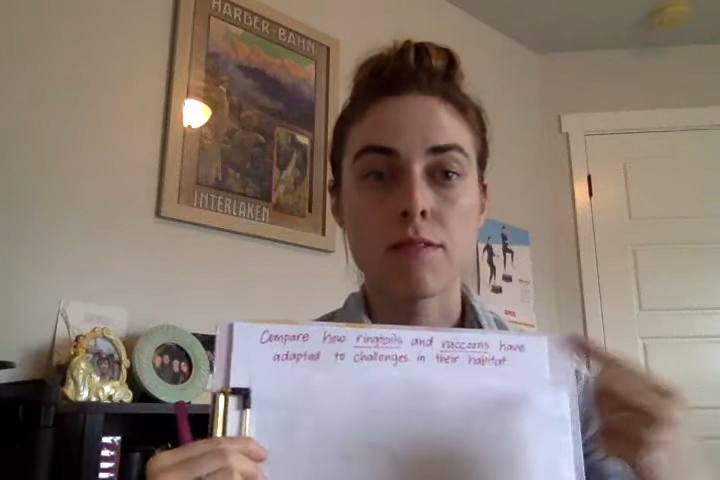 HARDER-BAHN
INTERLAKEN
Compare how ringtails and raccoons have
adapted to challenges in their habitat.